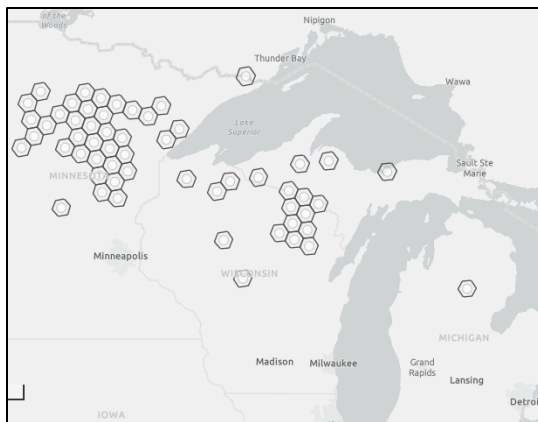 of the
Woods
Nipigon
Thunder Bay
Wawa
Lake
Superior
Sault Ste
Marie
MINNESOTA
Minneapolis
WISCONSIN
MICHIGAN
Madison
Milwaukee
Grand
Rapids
Lansing
Detroi
IOWA